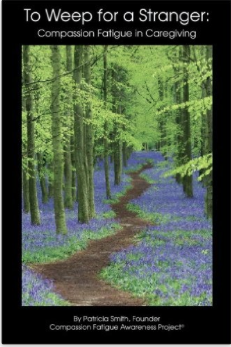 To Weep for a Stranger:
Compassion Fatigue in Caregiving
By Patricia Smith, Founder
Compassion Fatigue Awareness Project®